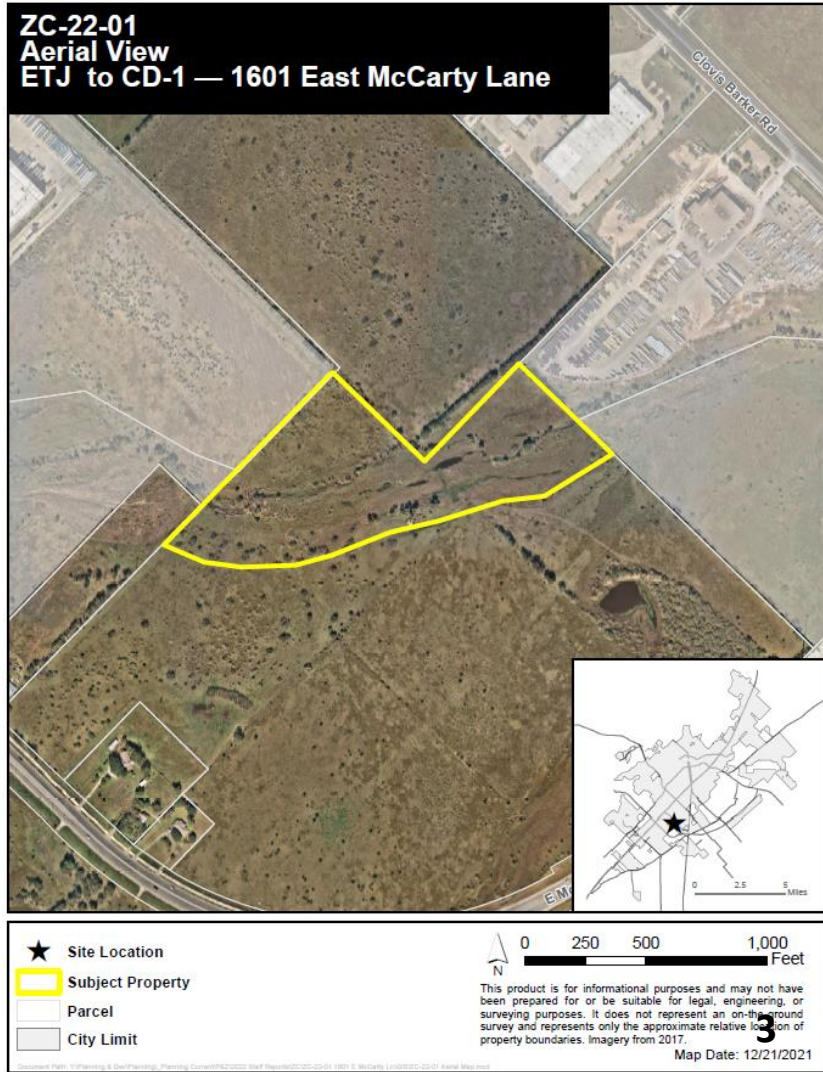 ZC-22-01
Aerial View
ETJ to CD-1 — 1601 East McCarty Lane
Clovis Barker Rd
E Mc
0 2.5 5
Miles
Site Location
Subject Property
Parcel
City Limit
N
0 250 500 1,000
Feet
This product is for informational purposes and may not have
been prepared for or be suitable for legal, engineering, or
surveying purposes. It does not represent an on-the-ground
survey and represents only the approximate relative location of
property boundaries. Imagery from 2017.
3
Map Date: 12/21/2021